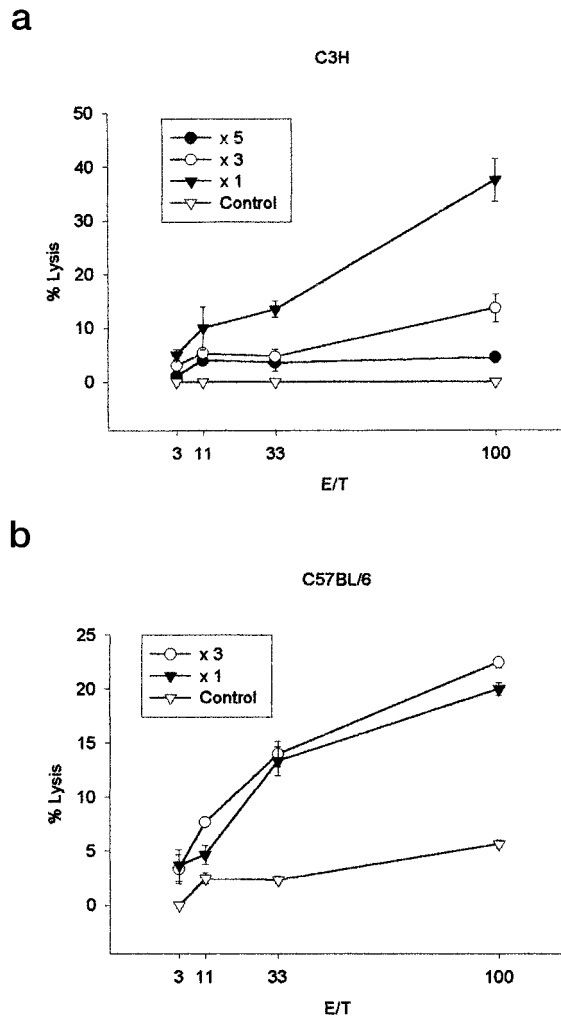 a
C3H
50
40
30
20
10
0
% Lysis
x 5
x 3
x 1
Control
3 11 33 100
E/T
b
C57BL/6
25
20
15
10
5
0
% Lysis
x 3
x 1
Control
3 11 33 100
E/T